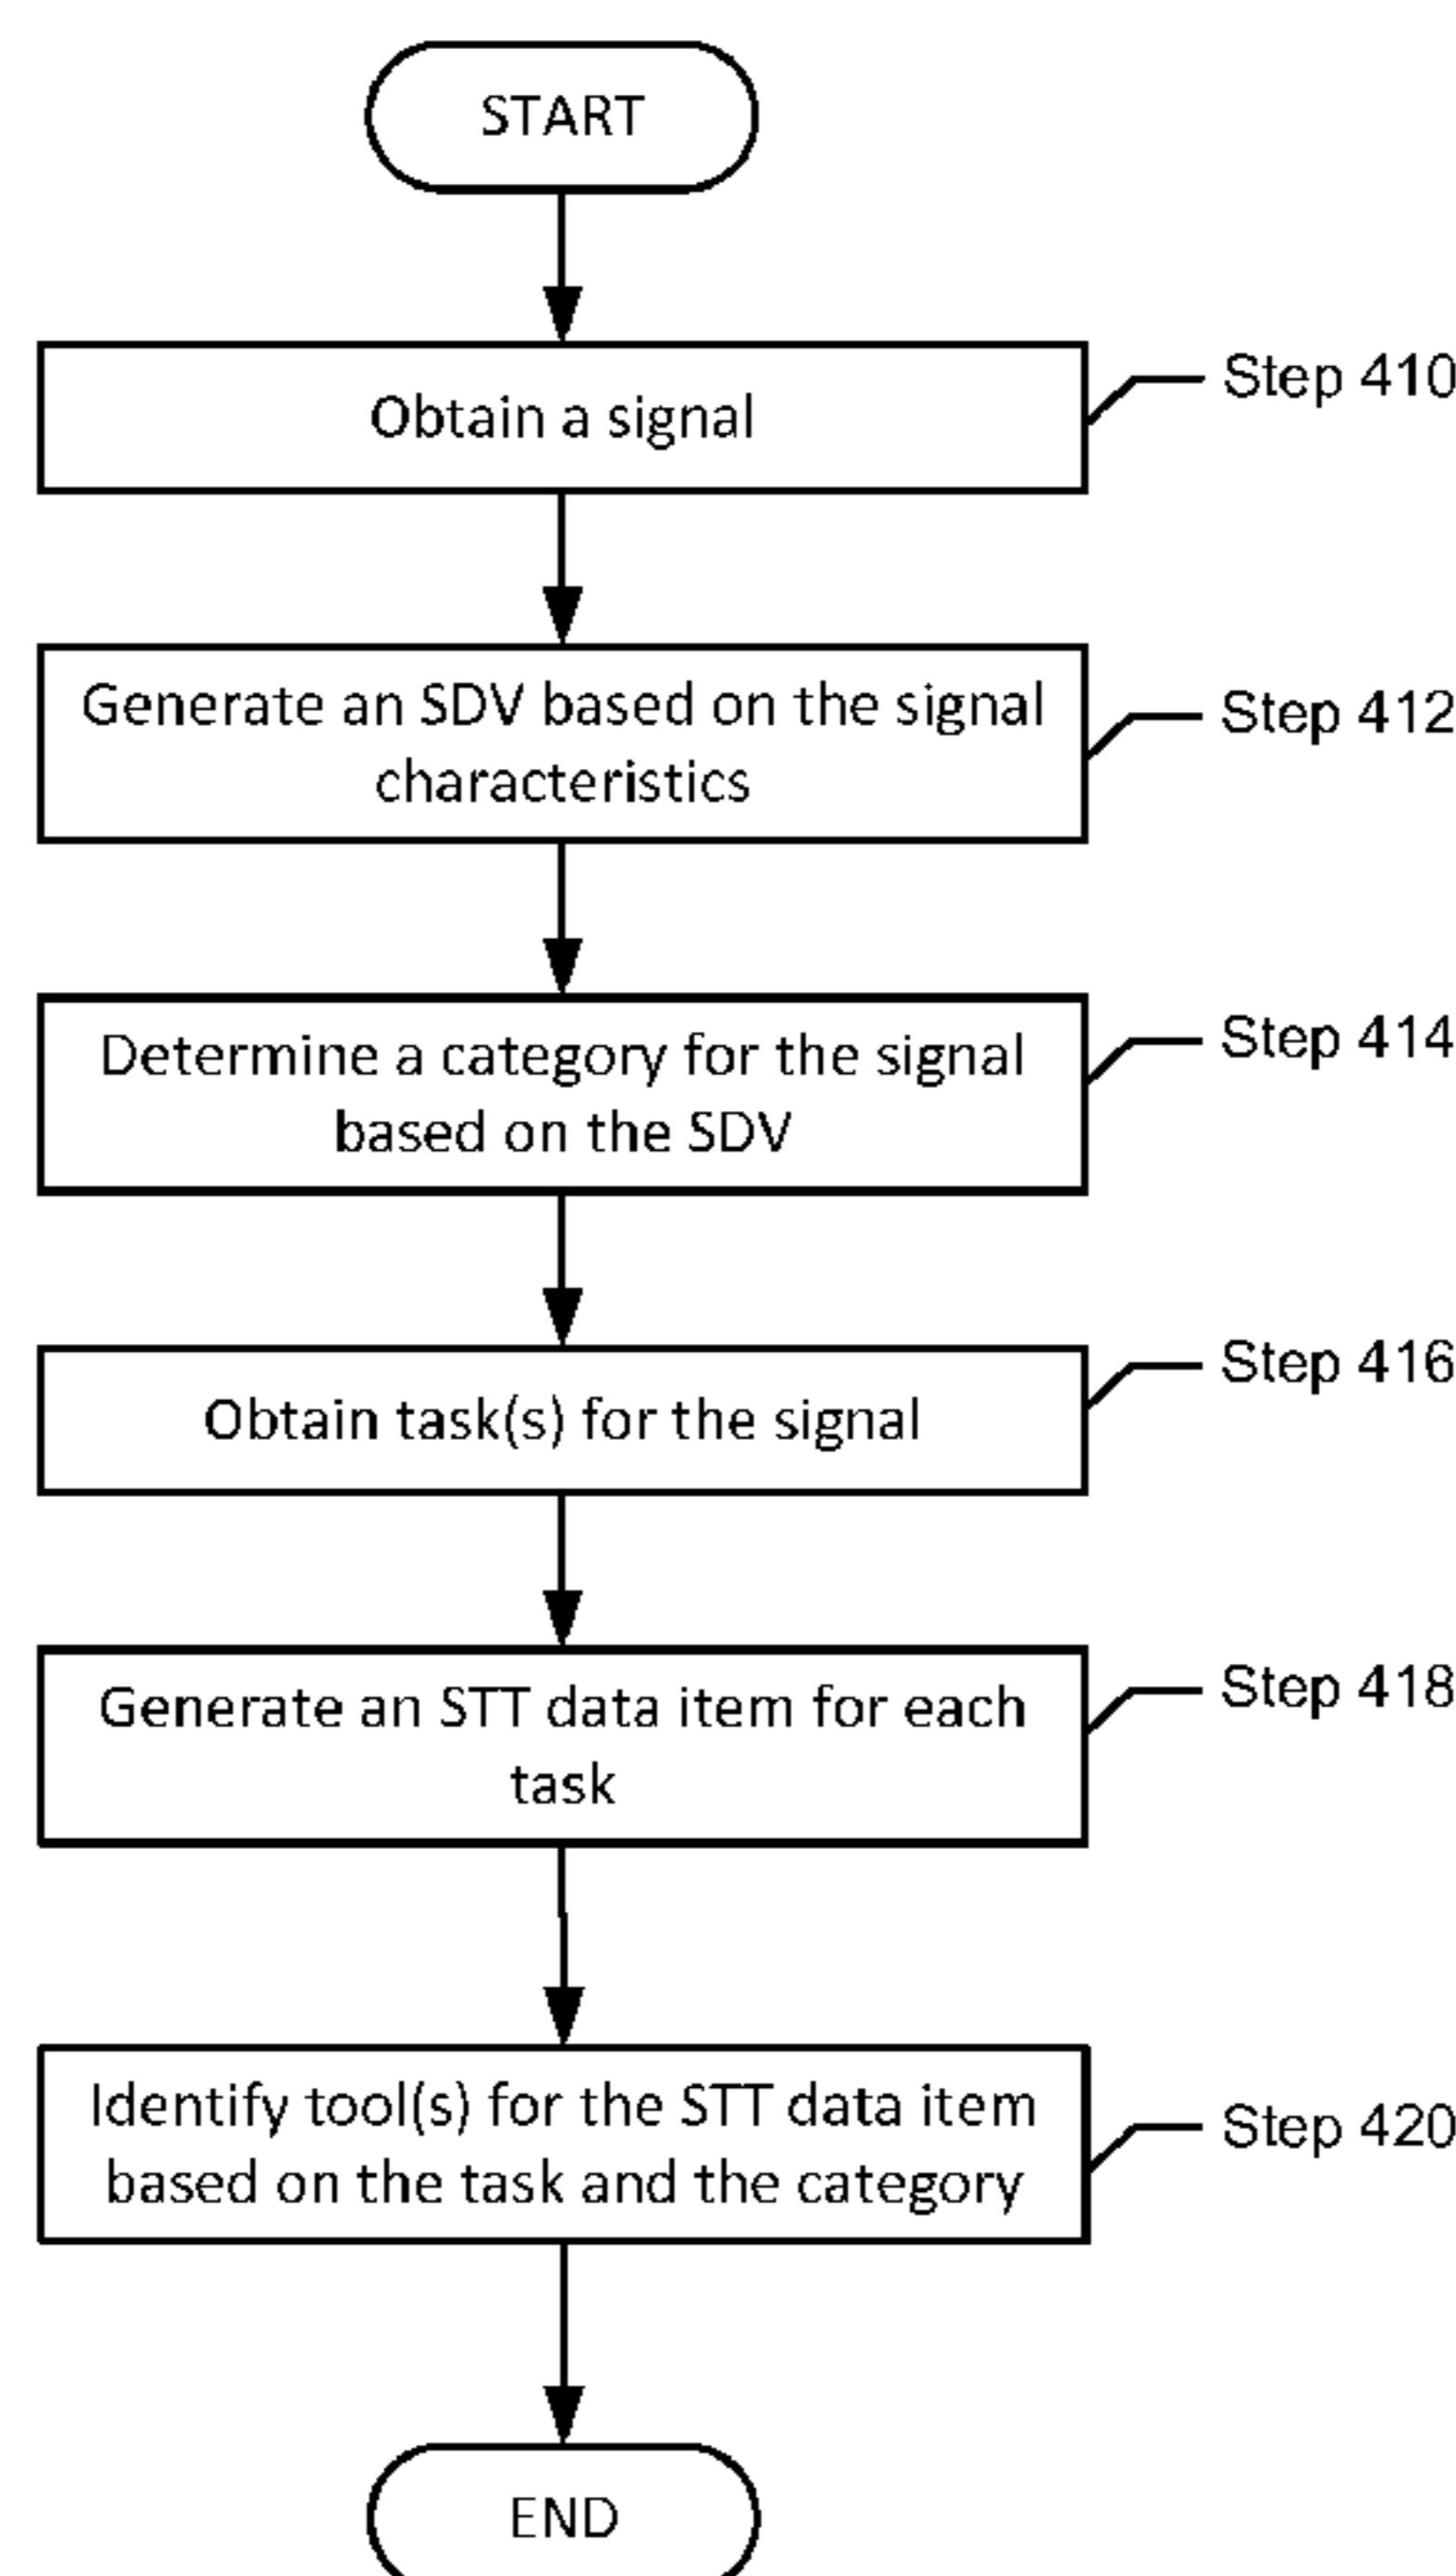 START
Obtain a signal
Step 410
Generate an SDV based on the signal
characteristics
Step 412
Determine a category for the signal
based on the SDV
Step 414
Obtain task(s) for the signal
Step 416
Generate an STT data item for each
task
Step 418
Identify tool(s) for the STT data item
based on the task and the category
Step 420
END